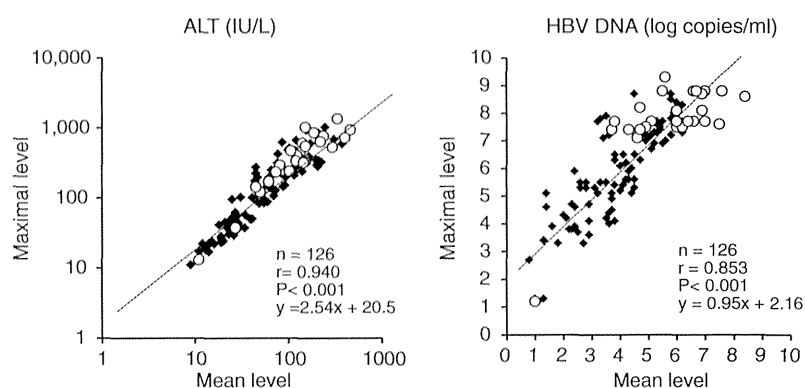 ALT (IU/L)
10,000
1,000
100
10
1
Maximal level
n = 126
r= 0.940
P< 0.001
y =2.54x + 20.5
1 10 100 1000
Mean level
HBV DNA (log copies/ml)
10
9
8
7
6
5
4
3
2
1
0
Maximal level
n = 126
r = 0.853
P< 0.001
y = 0.95x + 2.16
0 1 2 3 4 5 6 7 8 9 10
Mean level